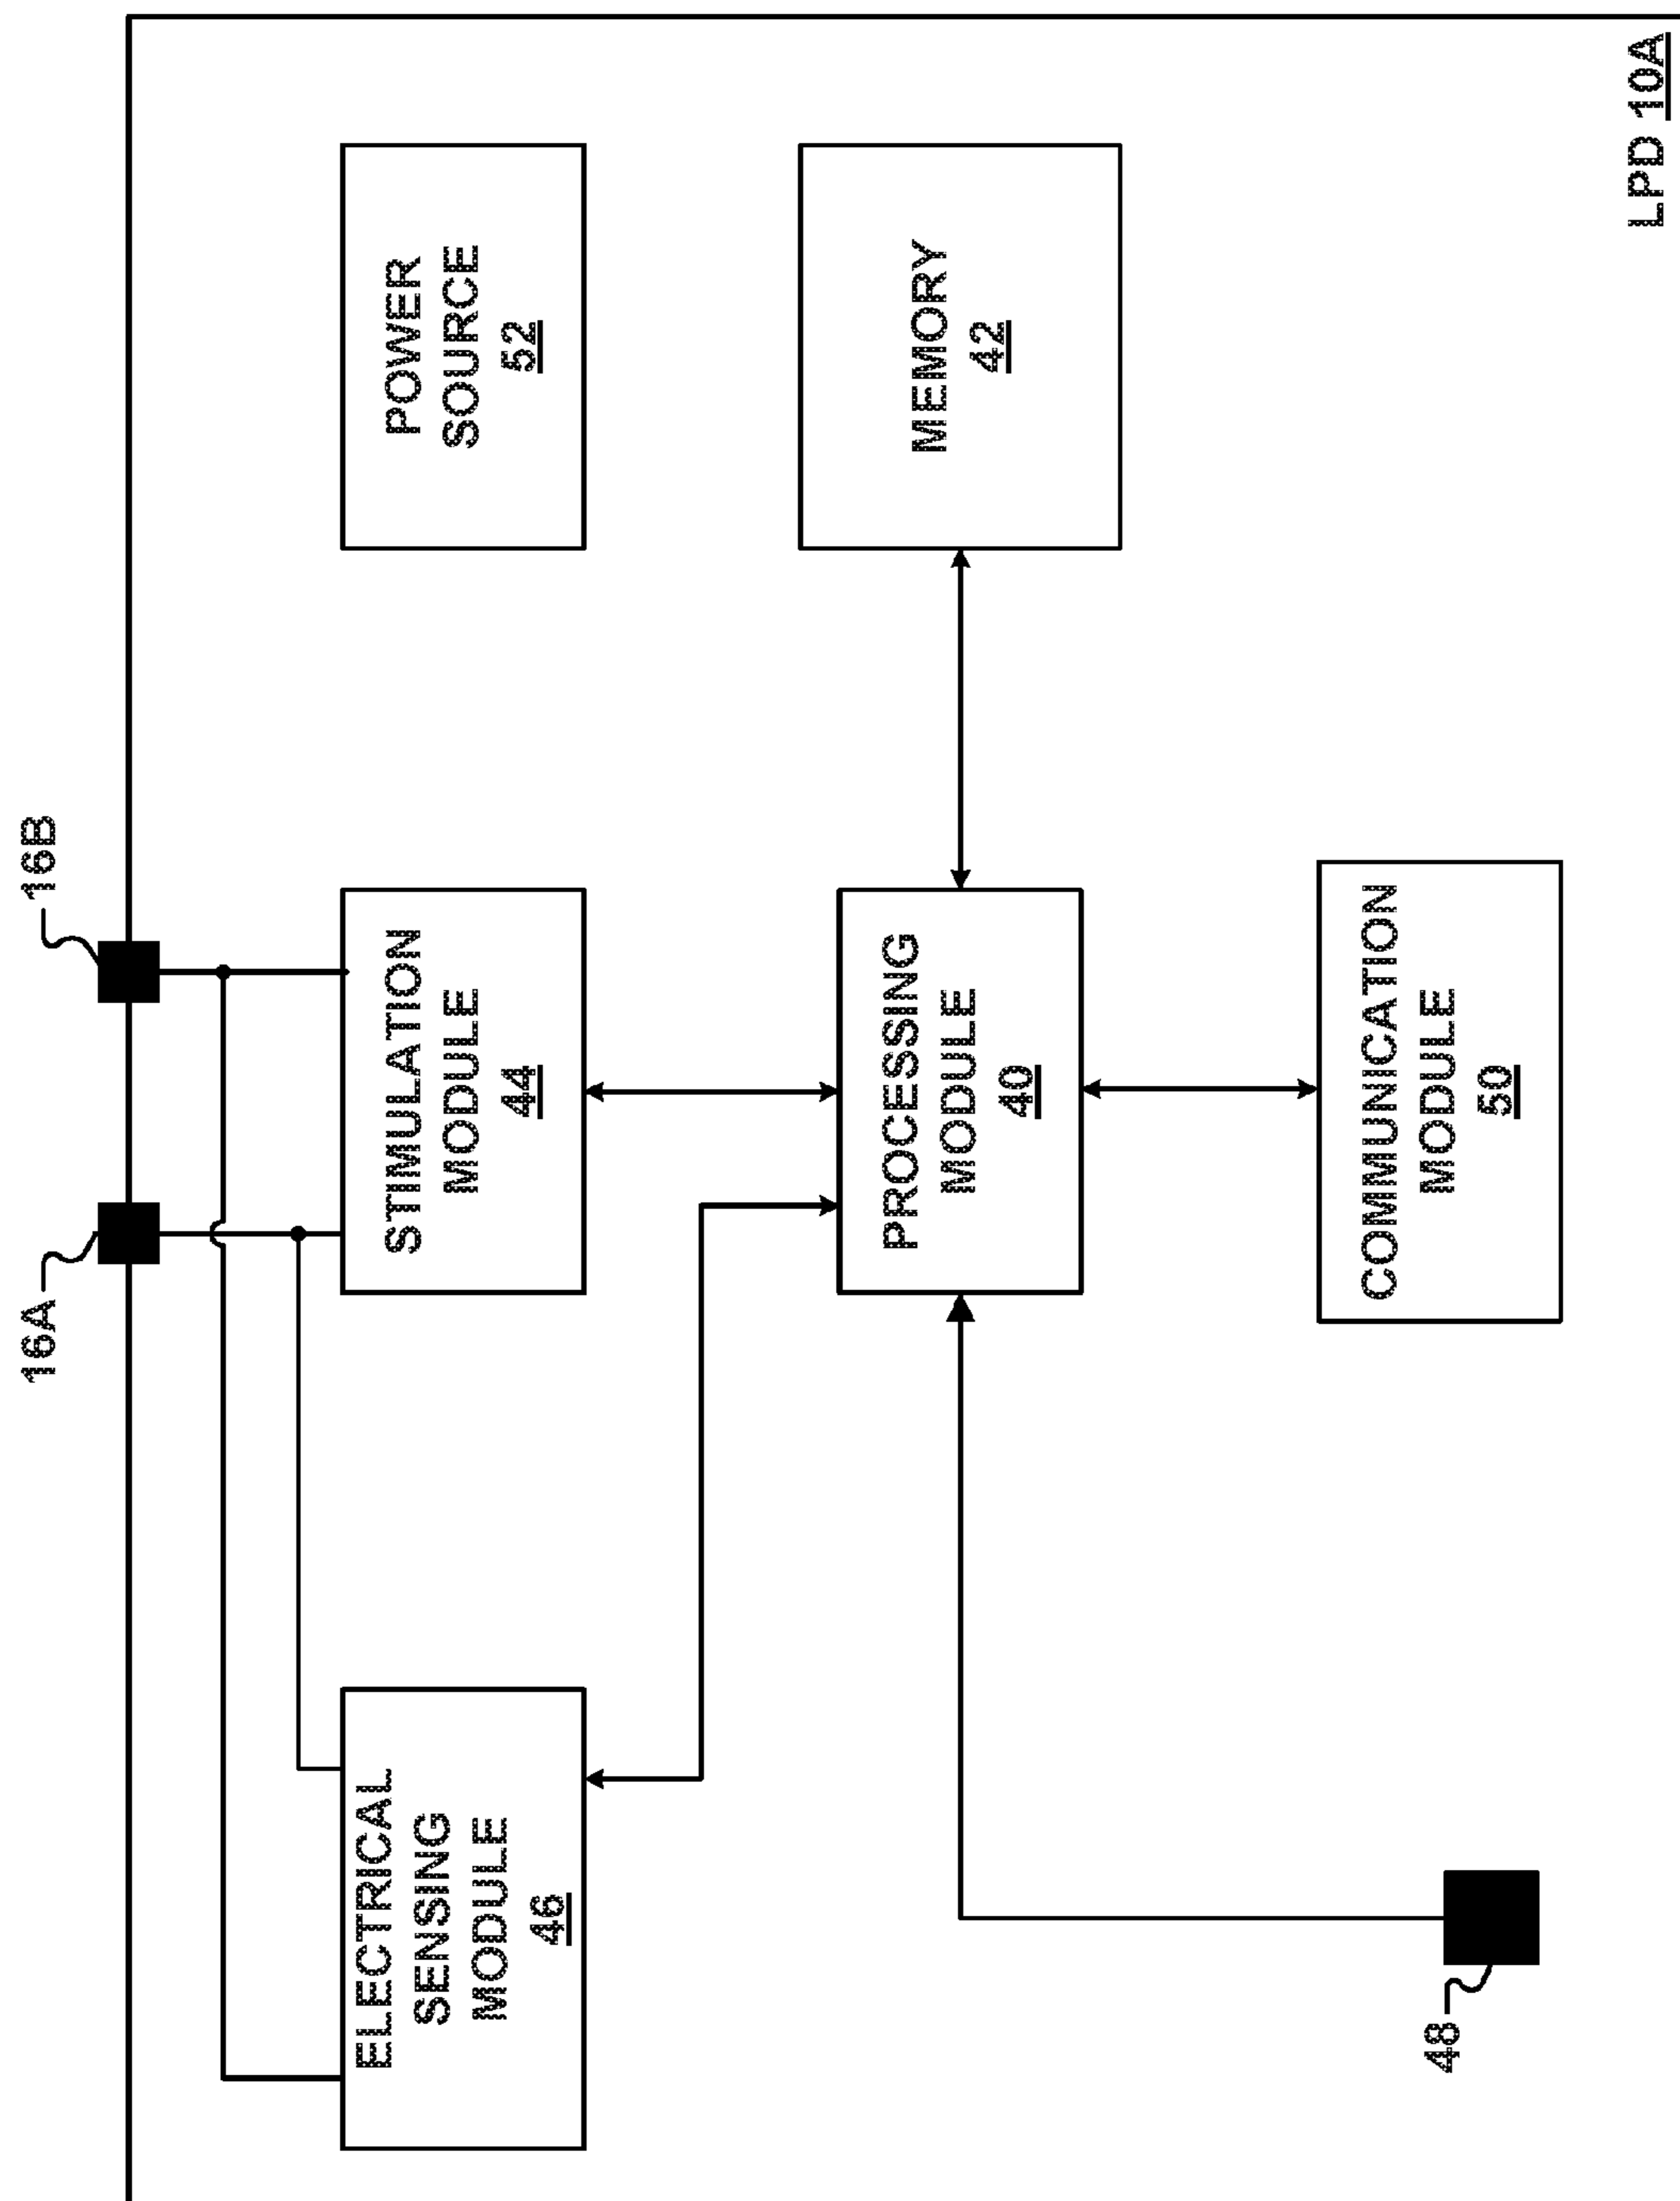 16A
16B
ELECTRICAL
SENSING
MODULE
46
STIMULATION
MODULE
44
POWER
SOURCE
52
PROCESSING
MODULE
40
MEMORY
42
48
COMMUNICATION
MODULE
50
LPD 10A